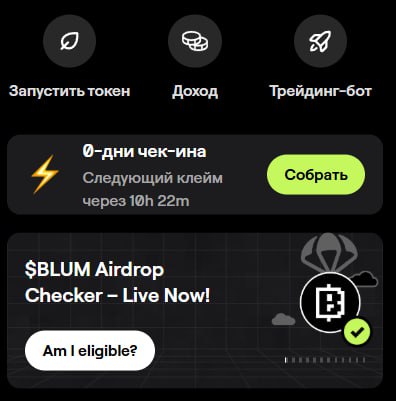 Запустить токен
Доход
Трейдинг-бот
0-дни чек-ина
Следующий клейм
через 10h 22m
Собрать
$BLUM Airdrop
Checker – Live Now!
Am I eligible?